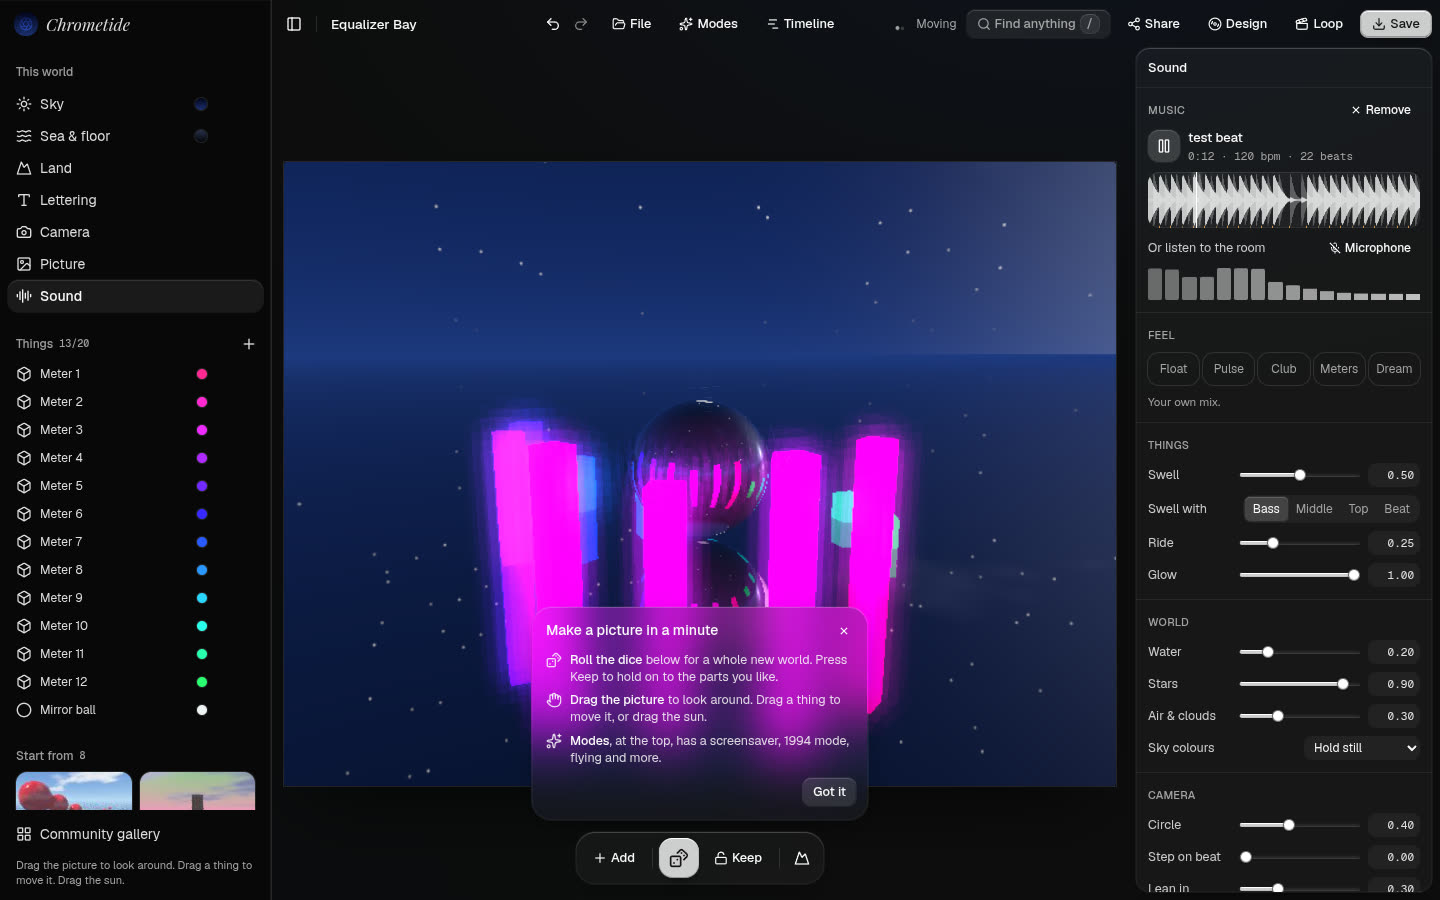 Chrometide
Equalizer Bay
File
Modes
Timeline
Moving
Find anything /
Share
Design
Loop
Save
This world
Sky
Sea & floor
Land
Lettering
Camera
Picture
Sound
Things 13/20
Meter 1
Meter 2
Meter 3
Meter 4
Meter 5
Meter 6
Meter 7
Meter 8
Meter 9
Meter 10
Meter 11
Meter 12
Mirror ball
Start from 8
Community gallery
Drag the picture to look around. Drag a thing to
move it. Drag the sun.
Make a picture in a minute
Roll the dice below for a whole new world. Press
Keep to hold on to the parts you like.
Drag the picture to look around. Drag a thing to
move it, or drag the sun.
Modes, at the top, has a screensaver, 1994 mode,
flying and more.
Got it
Add
Keep
Sound
MUSIC
Remove
test beat
0:12 · 120 bpm · 22 beats
Or listen to the room
Microphone
FEEL
Float
Pulse
Club
Meters
Dream
Your own mix.
THINGS
Swell 0.50
Swell with Bass Middle Top Beat
Ride 0.25
Glow 1.00
WORLD
Water 0.20
Stars 0.90
Air & clouds 0.30
Sky colours Hold still
CAMERA
Circle 0.40
Step on beat 0.00
Lean in 0.30